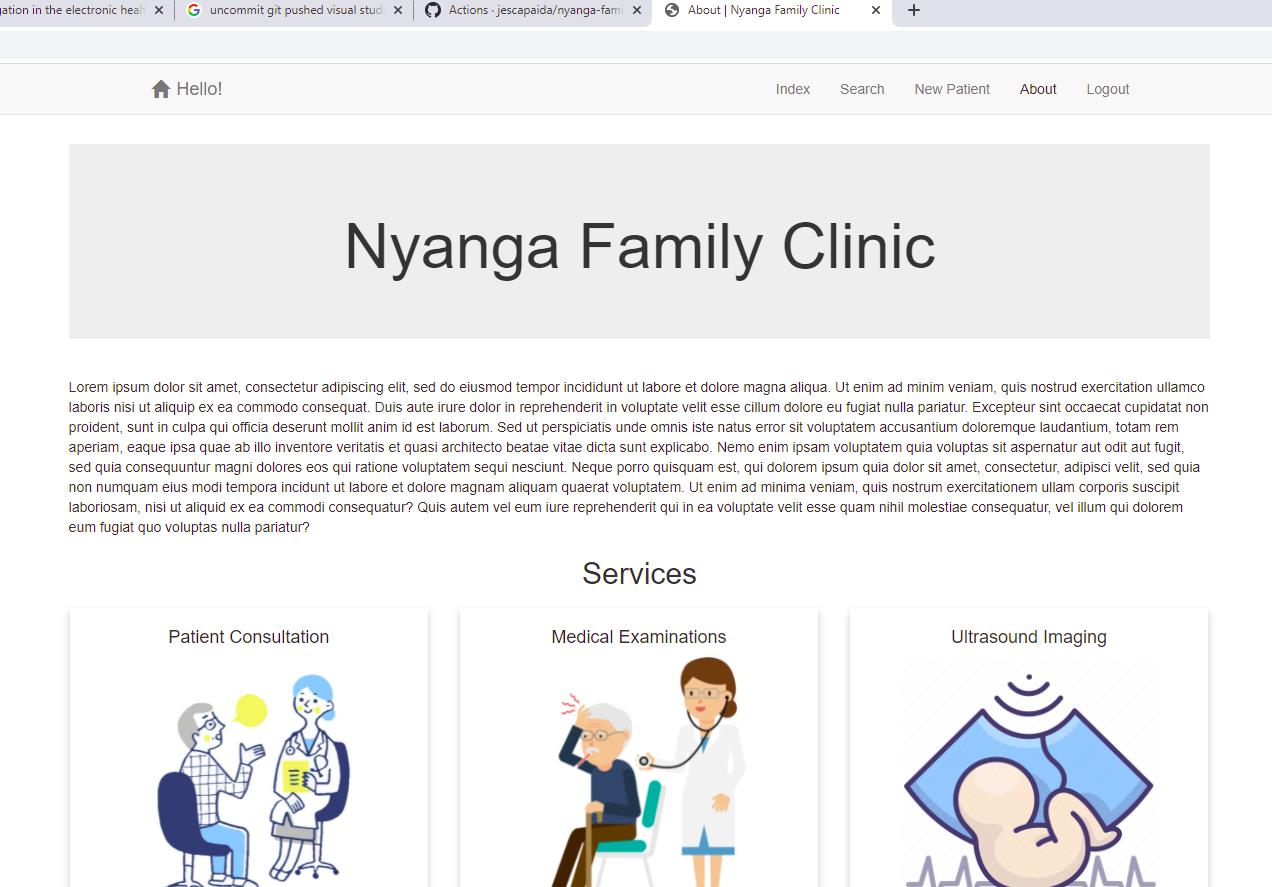 gation in the electronic healt
uncommit git pushed visual stud
Actions · jescapaida/nyanga-fam
About | Nyanga Family Clinic
Hello!
Index
Search
New Patient
About
Logout
Nyanga Family Clinic
Lorem ipsum dolor sit amet, consectetur adipiscing elit, sed do eiusmod tempor incididunt ut labore et dolore magna aliqua. Ut enim ad minim veniam, quis nostrud exercitation ullamco
laboris nisi ut aliquip ex ea commodo consequat. Duis aute irure dolor in reprehenderit in voluptate velit esse cillum dolore eu fugiat nulla pariatur. Excepteur sint occaecat cupidatat non
proident, sunt in culpa qui officia deserunt mollit anim id est laborum. Sed ut perspiciatis unde omnis iste natus error sit voluptatem accusantium doloremque laudantium, totam rem
aperiam, eaque ipsa quae ab illo inventore veritatis et quasi architecto beatae vitae dicta sunt explicabo. Nemo enim ipsam voluptatem quia voluptas sit aspernatur aut odit aut fugit,
sed quia consequuntur magni dolores eos qui ratione voluptatem sequi nesciunt. Neque porro quisquam est, qui dolorem ipsum quia dolor sit amet, consectetur, adipisci velit, sed quia
non numquam eius modi tempora incidunt ut labore et dolore magnam aliquam quaerat voluptatem. Ut enim ad minima veniam, quis nostrum exercitationem ullam corporis suscipit
laboriosam, nisi ut aliquid ex ea commodi consequatur? Quis autem vel eum iure reprehenderit qui in ea voluptate velit esse quam nihil molestiae consequatur, vel illum qui dolorem
eum fugiat quo voluptas nulla pariatur?
Services
Patient Consultation
Medical Examinations
Ultrasound Imaging